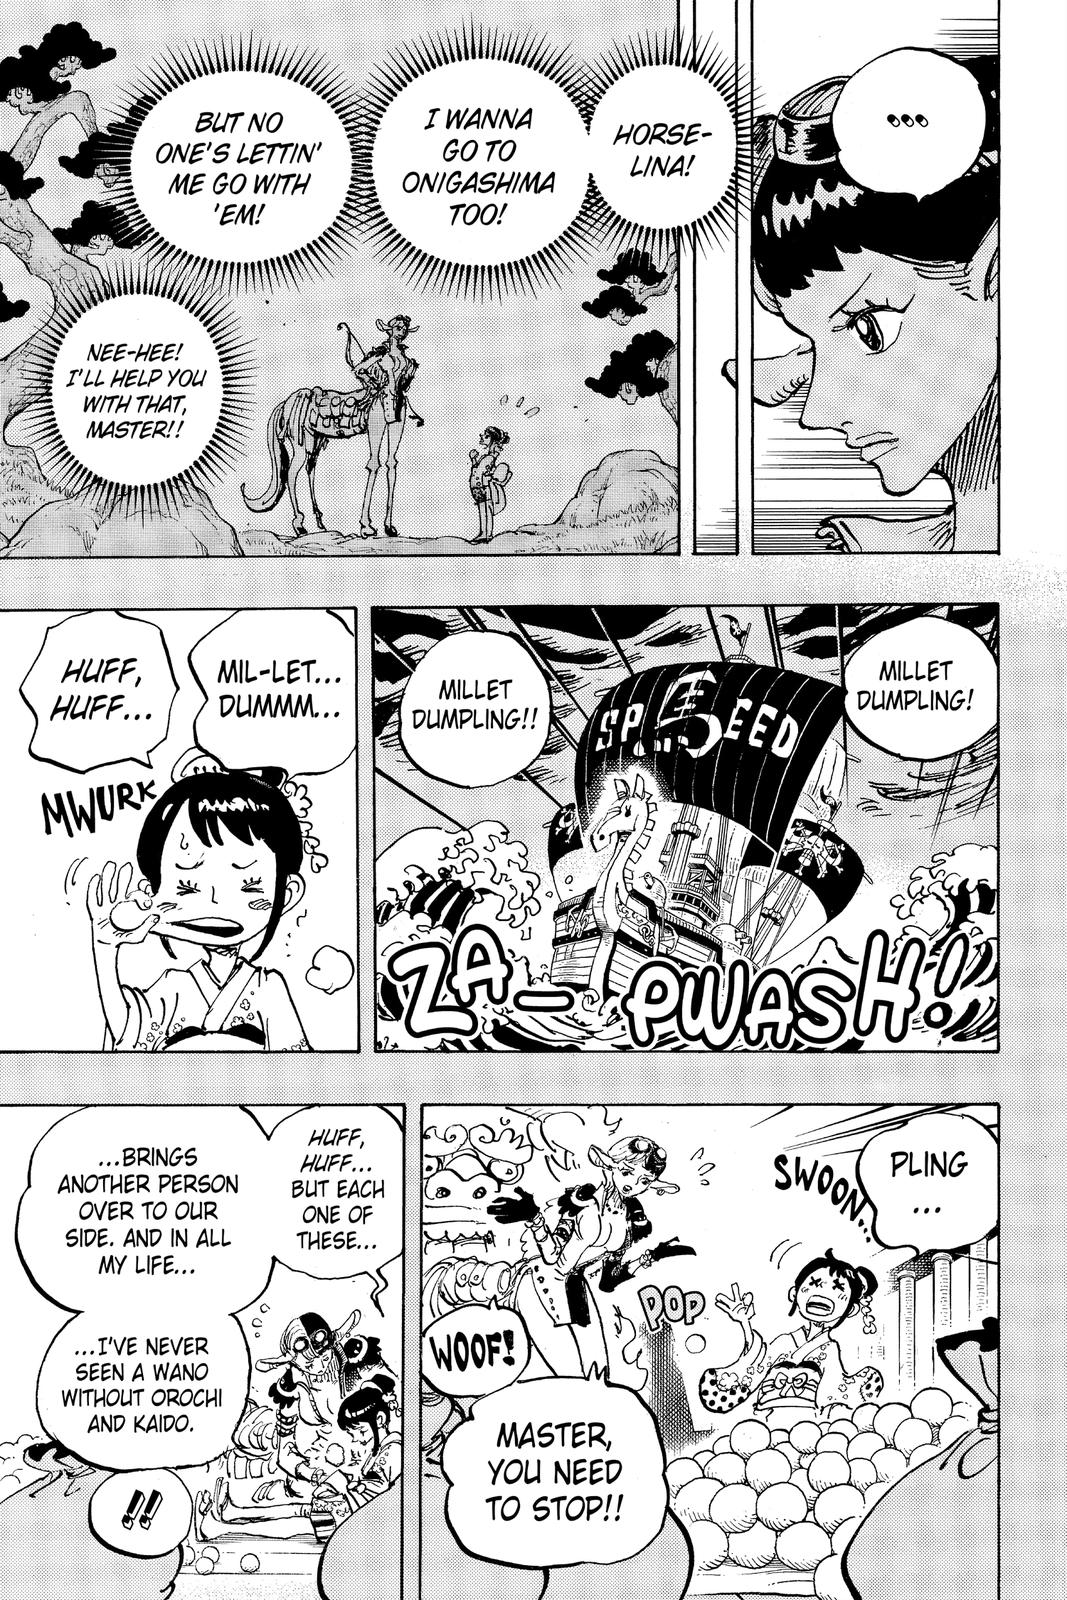 ...
HORSE-
LINA!
I WANNA
GO TO
ONIGASHIMA
TOO!
BUT NO
ONE'S LETTIN'
ME GO WITH
'EM!
NEE-HEE!
I'LL HELP YOU
WITH THAT,
MASTER!!
MILLET
DUMPLING!
SPEED
MILLET
DUMPLING!!
ZA-PWASH!
MIL-LET...
DUMMM...
HUFF,
HUFF...
MWURK
PLING
...
SWOON...
POP
WOOF!
MASTER,
YOU NEED
TO STOP!!
HUFF,
HUFF...
BUT EACH
ONE OF
THESE...
...BRINGS
ANOTHER PERSON
OVER TO OUR
SIDE. AND IN ALL
MY LIFE...
...I'VE NEVER
SEEN A WANO
WITHOUT OROCHI
AND KAIDO.
!!